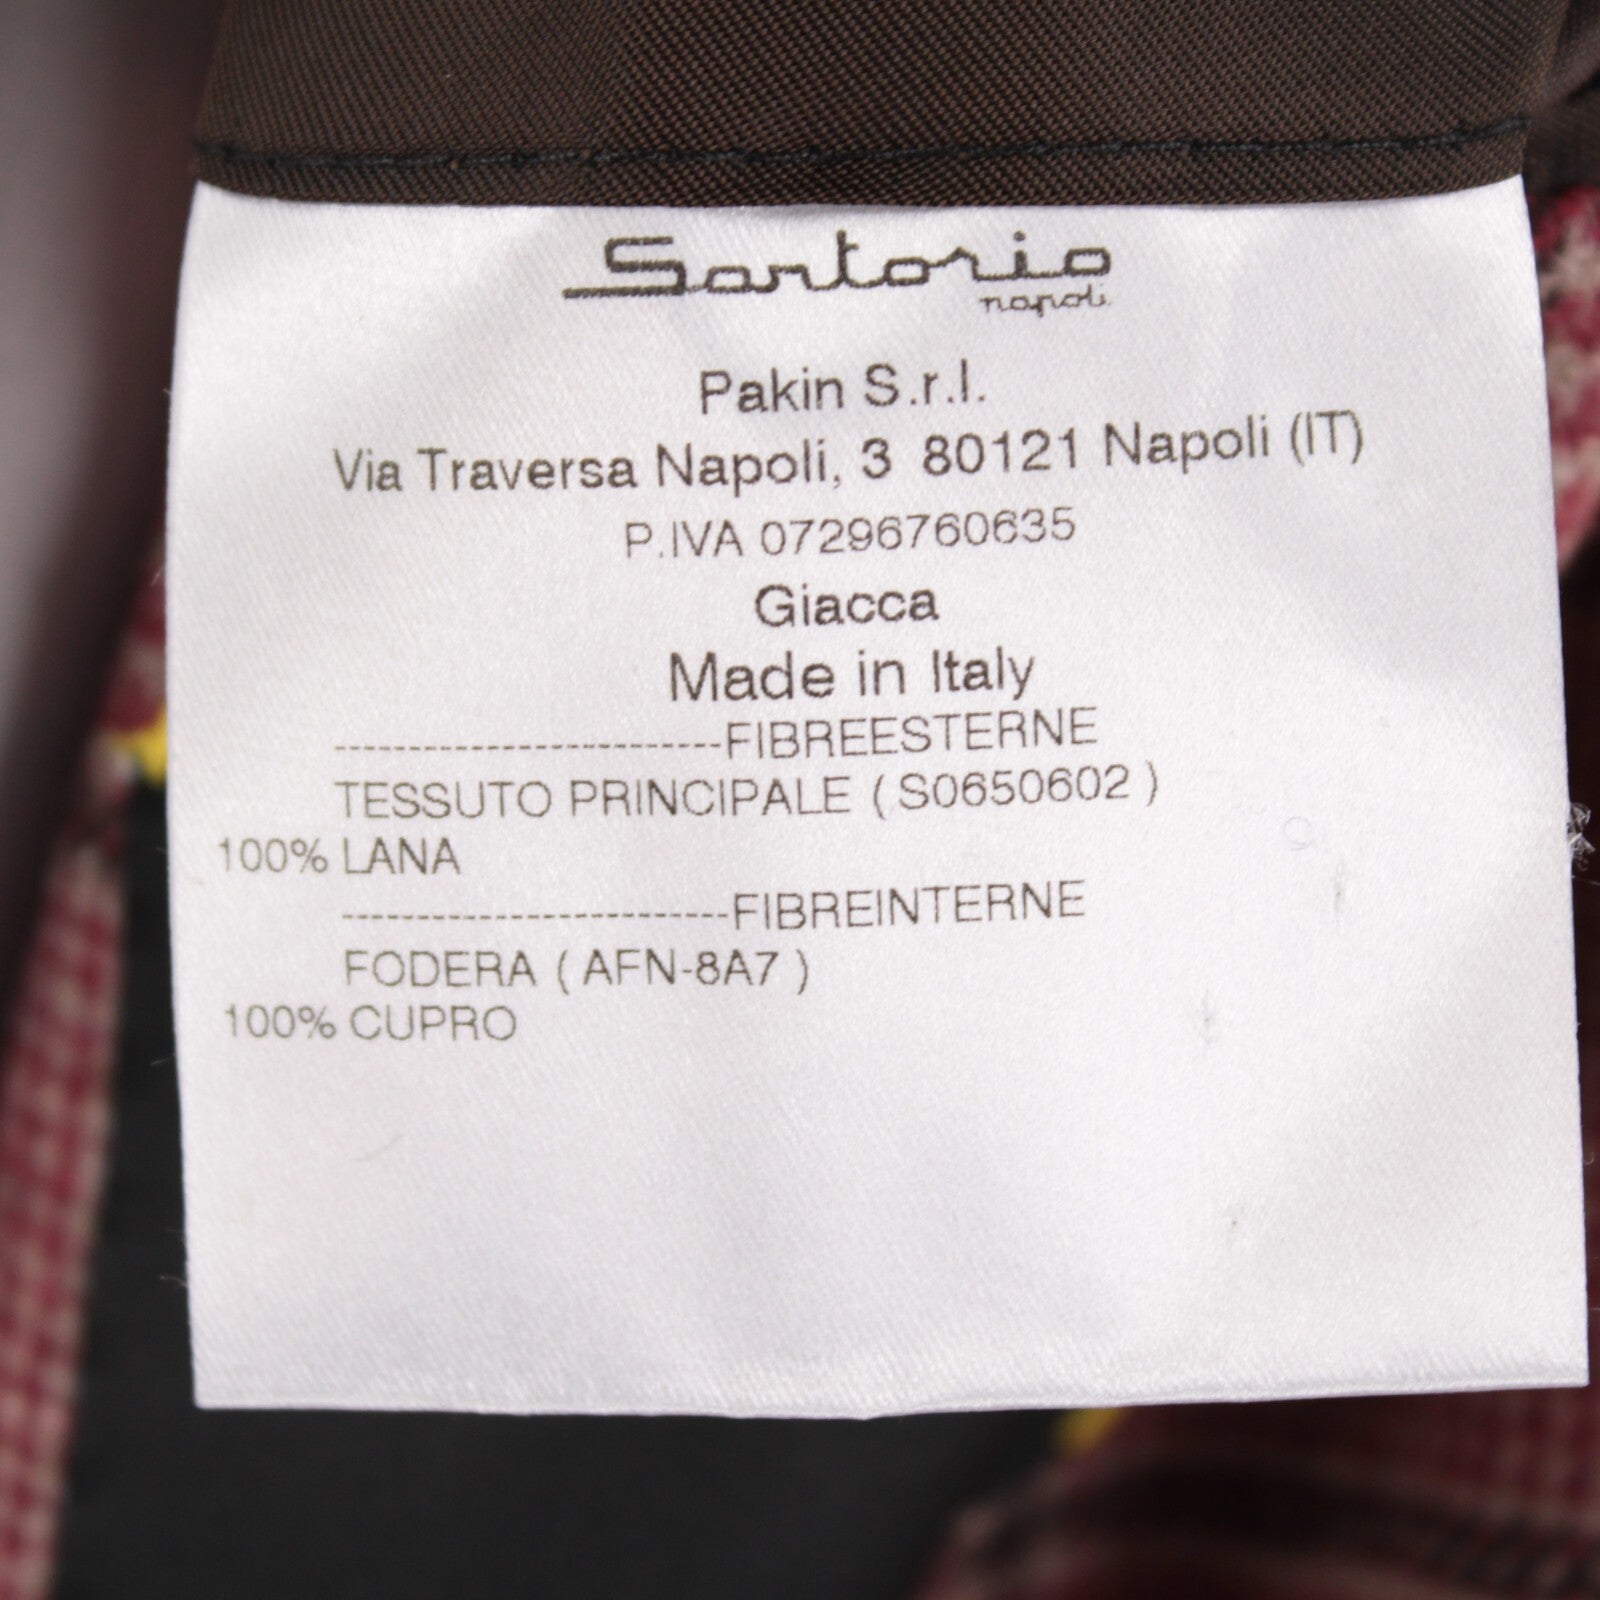 Sartorio
napoli
Pakin S.r.l.
Via Traversa Napoli, 3 80121 Napoli (IT)
P.IVA 07296760635
Giacca
Made in Italy
--------------------------FIBREESTERNE
TESSUTO PRINCIPALE ( S0650602 )
100% LANA
--------------------------FIBREINTERNE
FODERA ( AFN-8A7 )
100% CUPRO